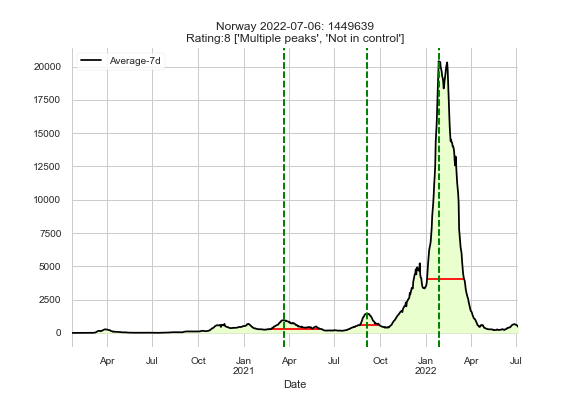 Norway 2022-07-06: 1449639
Rating:8 ['Multiple peaks', 'Not in control']
Average-7d
20000
17500
15000
12500
10000
7500
5000
2500
0
Apr Jul Oct Jan Apr Jul Oct Jan Apr Jul
2021 2022
Date